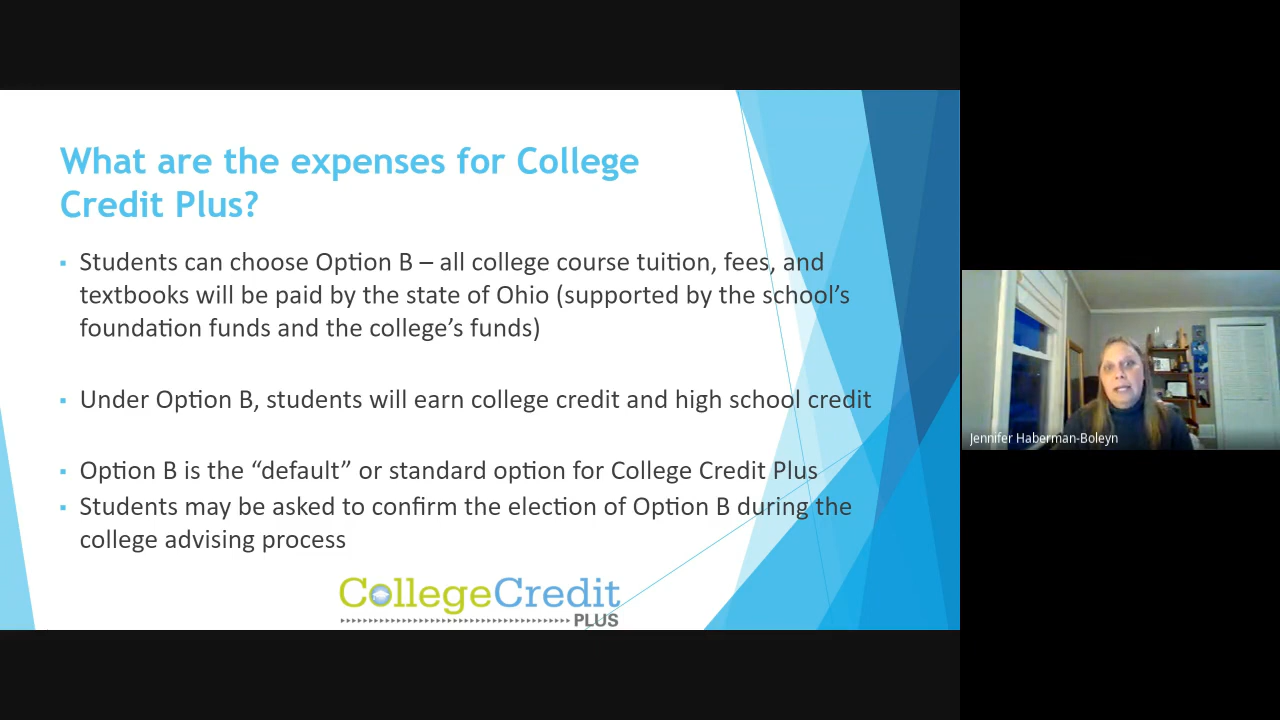 What are the expenses for College
Credit Plus?
▪ Students can choose Option B – all college course tuition, fees, and
textbooks will be paid by the state of Ohio (supported by the school’s
foundation funds and the college’s funds)
▪ Under Option B, students will earn college credit and high school credit
▪ Option B is the “default” or standard option for College Credit Plus
▪ Students may be asked to confirm the election of Option B during the
college advising process
CollegeCredit
PLUS
Jennifer Haberman-Boleyn